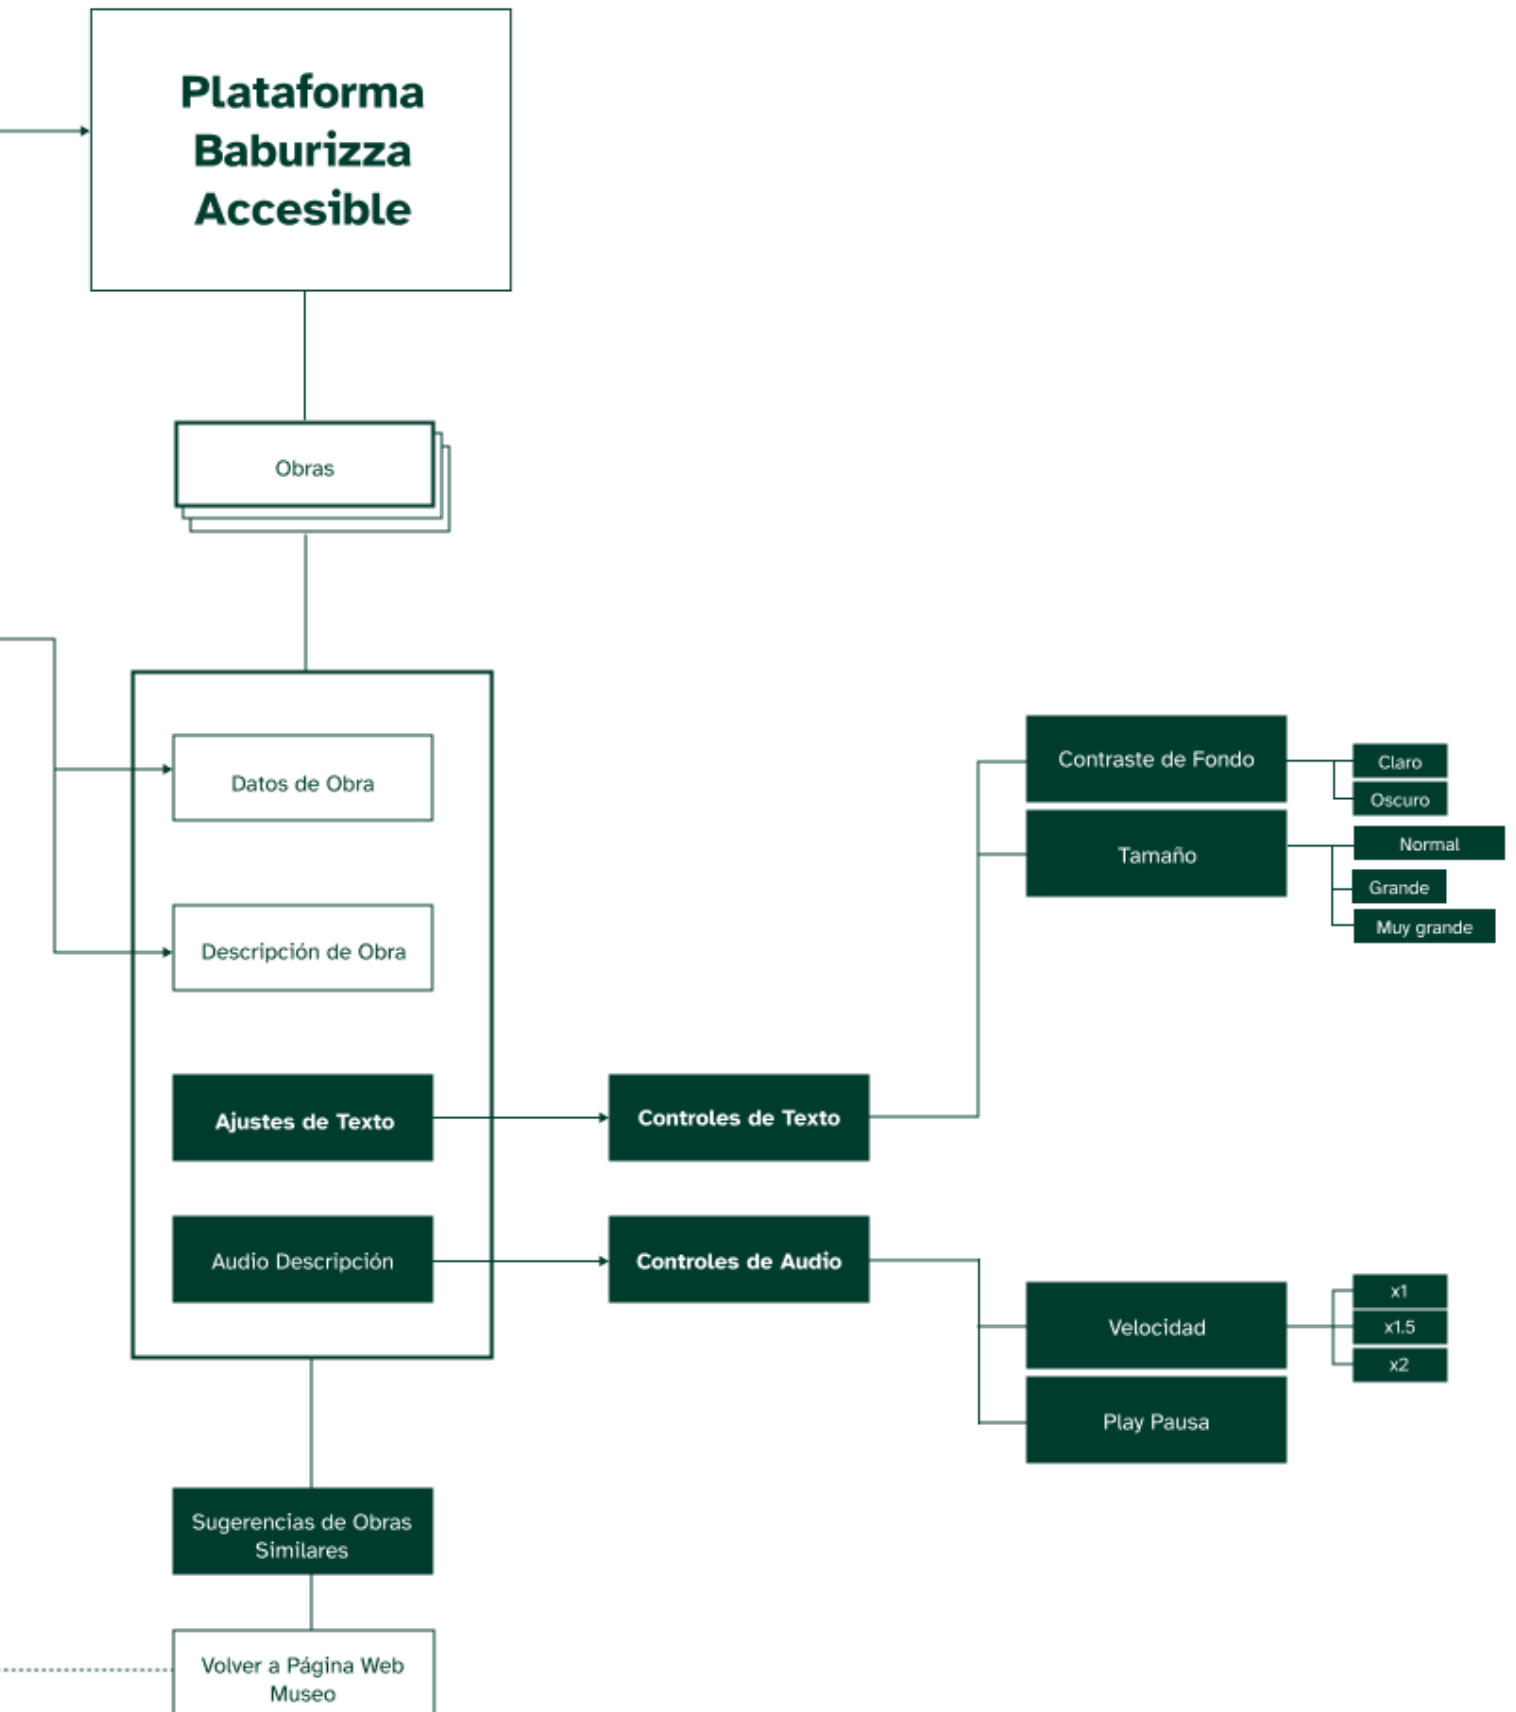 Plataforma
Baburizza
Accesible
Obras
Datos de Obra
Descripción de Obra
Ajustes de Texto
Controles de Texto
Contraste de Fondo
Claro
Oscuro
Tamaño
Normal
Grande
Muy grande
Audio Descripción
Controles de Audio
Velocidad
x1
x1.5
x2
Play Pausa
Sugerencias de Obras
Similares
Volver a Página Web
Museo